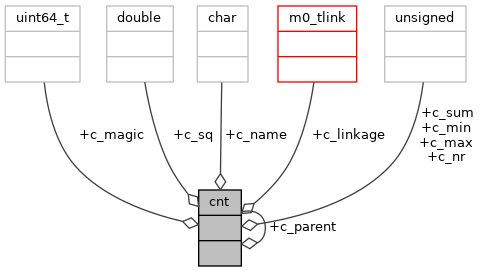 uint64_t
double
char
m0_tlink
unsigned
+c_magic
+c_sq
+c_name
+c_linkage
+c_sum
+c_min
+c_max
+c_nr
cnt
+c_parent